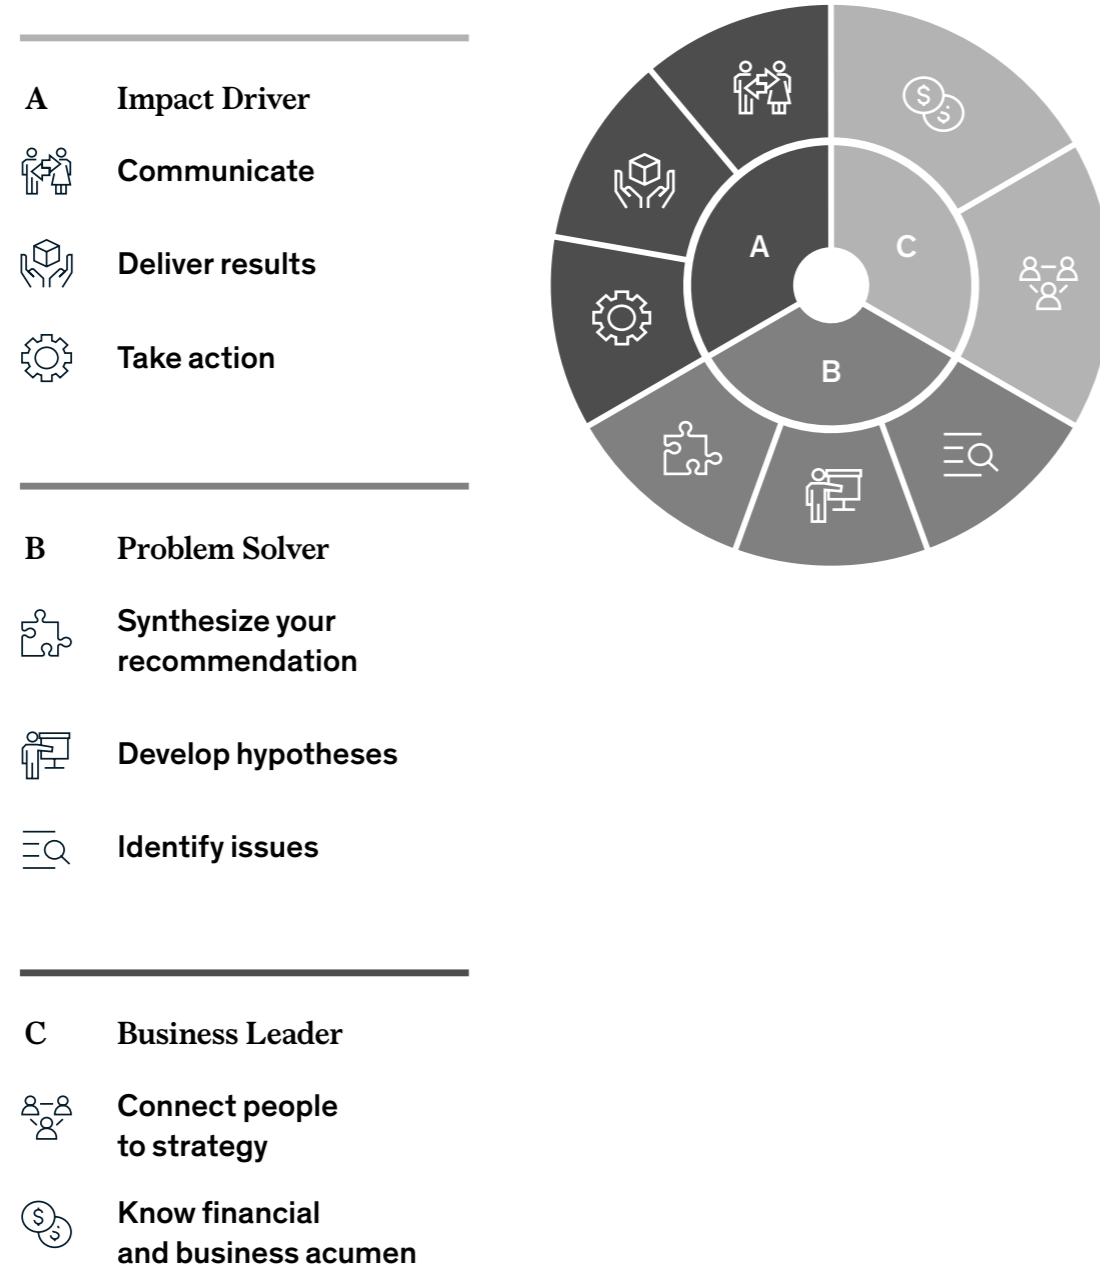 A Impact Driver
Communicate
Deliver results
Take action
B Problem Solver
Synthesize your
recommendation
Develop hypotheses
Identify issues
C Business Leader
Connect people
to strategy
Know financial
and business acumen
$ $
A
C
B
$ $